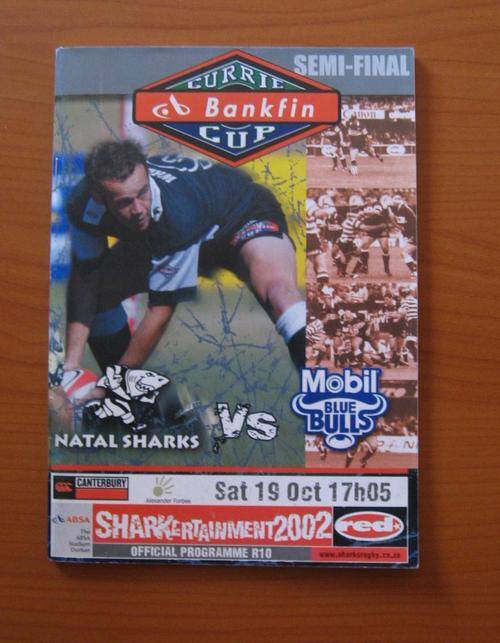 SEMI-FINAL
CURRIE
Bankfin
CUP
Canon
NATAL SHARKS
vs
Mobil
BLUE
BULLS
CANTERBURY
Alexander Forbes
Sat 19 Oct 17h05
ABSA
The
ABSA
Stadium
Durban
SHARKERTAINMENT2002
red
OFFICIAL PROGRAMME R10
www.sharksrugby.co.za